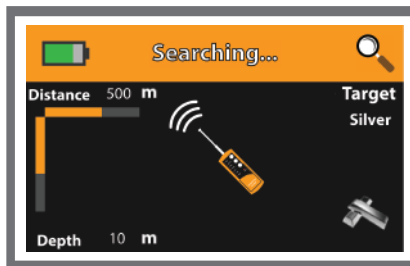 Searching...
Distance 500 m
Target
Silver
Depth 10 m